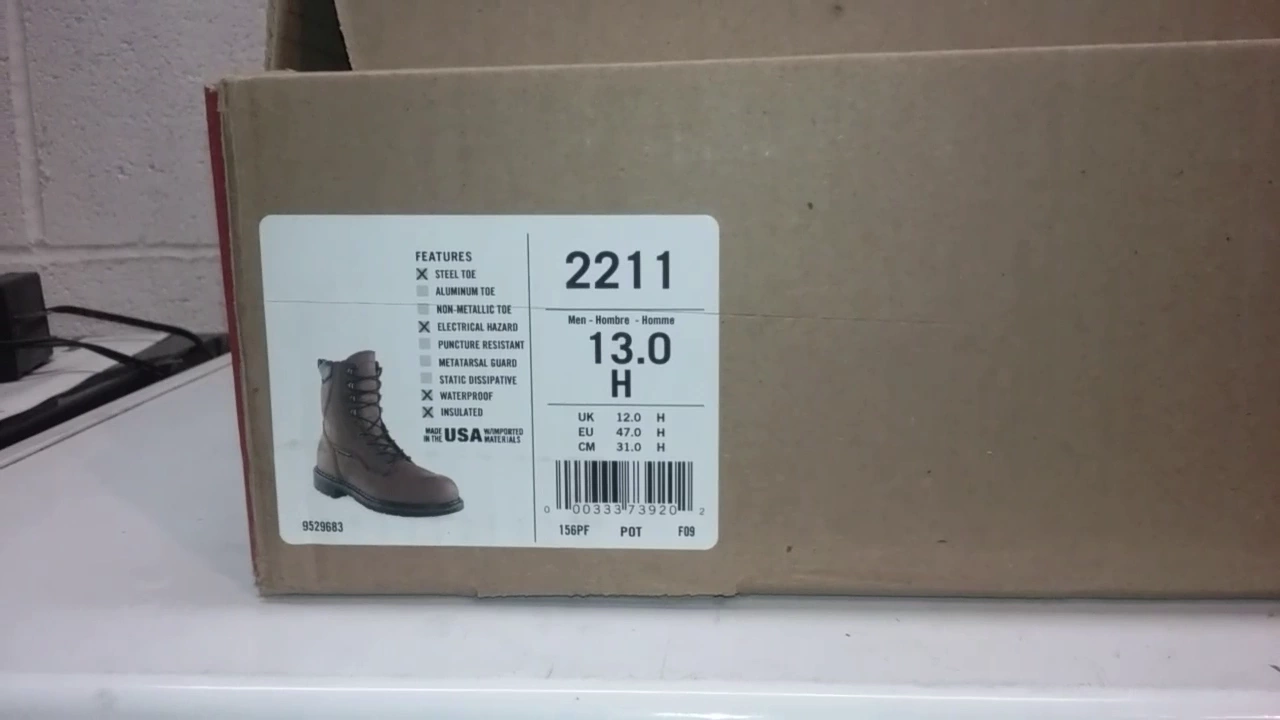 FEATURES
STEEL TOE
ALUMINUM TOE
NON-METALLIC TOE
ELECTRICAL HAZARD
PUNCTURE RESISTANT
METATARSAL GUARD
STATIC DISSIPATIVE
WATERPROOF
INSULATED
MADE IN THE USA W/IMPORTED MATERIALS
9529683
2211
Men - Hombre - Homme
13.0
H
UK 12.0 H
EU 47.0 H
CM 31.0 H
0 00333 73920 2
156PF POT F09